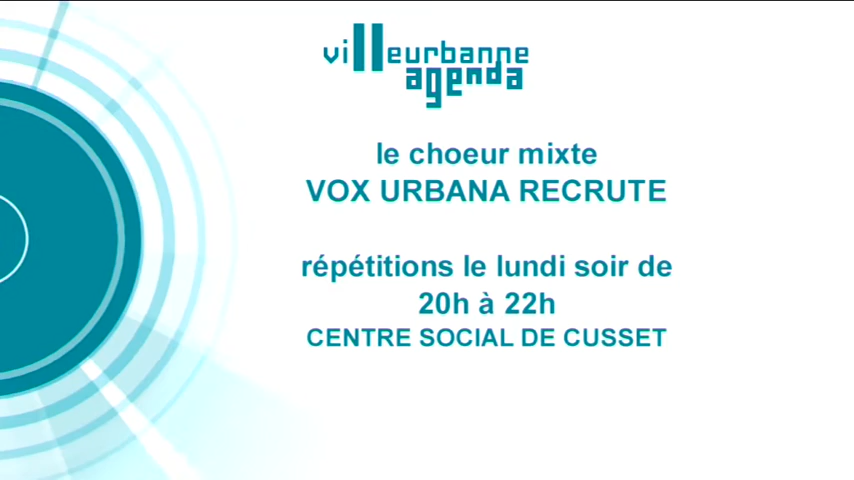 villeurbanne
agenda
le choeur mixte
VOX URBANA RECRUTE
répétitions le lundi soir de
20h à 22h
CENTRE SOCIAL DE CUSSET